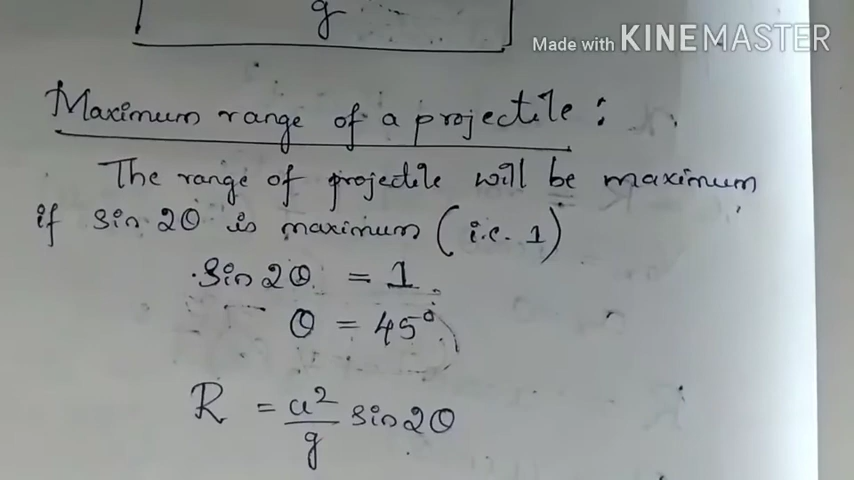 g
Made with KINEMASTER
Maximum range of a projectile :
The range of projectile will be maximum
if sin 2θ is maximum (i.e. 1)
sin 2θ = 1.
θ = 45°
R = u²/g sin 2θ